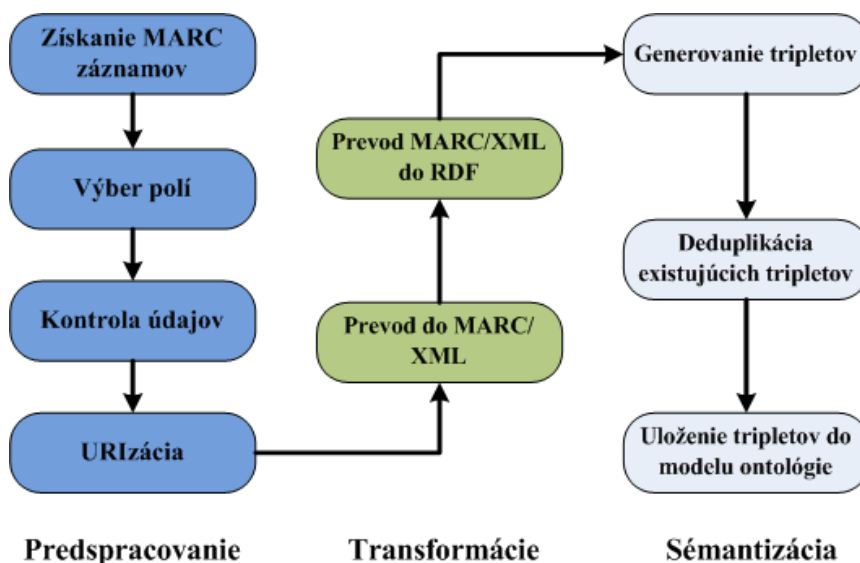 Získanie MARC
záznamov
Výber polí
Kontrola údajov
URIzácia
Prevod MARC/XML
do RDF
Prevod do MARC/
XML
Generovanie tripletov
Deduplikácia
existujúcich tripletov
Uloženie tripletov do
modelu ontológie
Predspracovanie
Transformácie
Sémantizácia